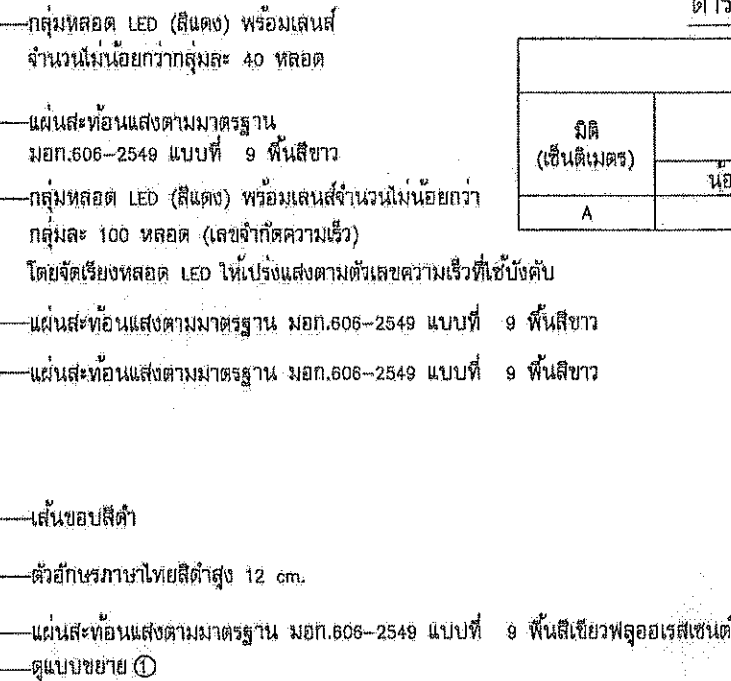 กลุ่มหลอด LED (สีแดง) พร้อมเลนส์
จำนวนไม่น้อยกว่ากลุ่มละ 40 หลอด
แผ่นสะท้อนแสงตามมาตรฐาน
มอก.606-2549 แบบที่ 9 พื้นสีขาว
กลุ่มหลอด LED (สีแดง) พร้อมเลนส์จำนวนไม่น้อยกว่า
กลุ่มละ 100 หลอด (เลขจำกัดความเร็ว)
โดยจัดเรียงหลอด LED ให้เปร่งแสงตามตัวเลขความเร็วที่ใช้บังคับ
แผ่นสะท้อนแสงตามมาตรฐาน มอก.606-2549 แบบที่ 9 พื้นสีขาว
แผ่นสะท้อนแสงตามมาตรฐาน มอก.606-2549 แบบที่ 9 พื้นสีขาว
เส้นขอบสีดำ
ตัวอักษรภาษาไทยสีดำสูง 12 cm.
แผ่นสะท้อนแสงตามมาตรฐาน มอก.606-2549 แบบที่ 9 พื้นสีเขียวฟลูออเรสเซนต์
ดูแบบขยาย ①
มิติ
(เซ็นติเมตร)
A